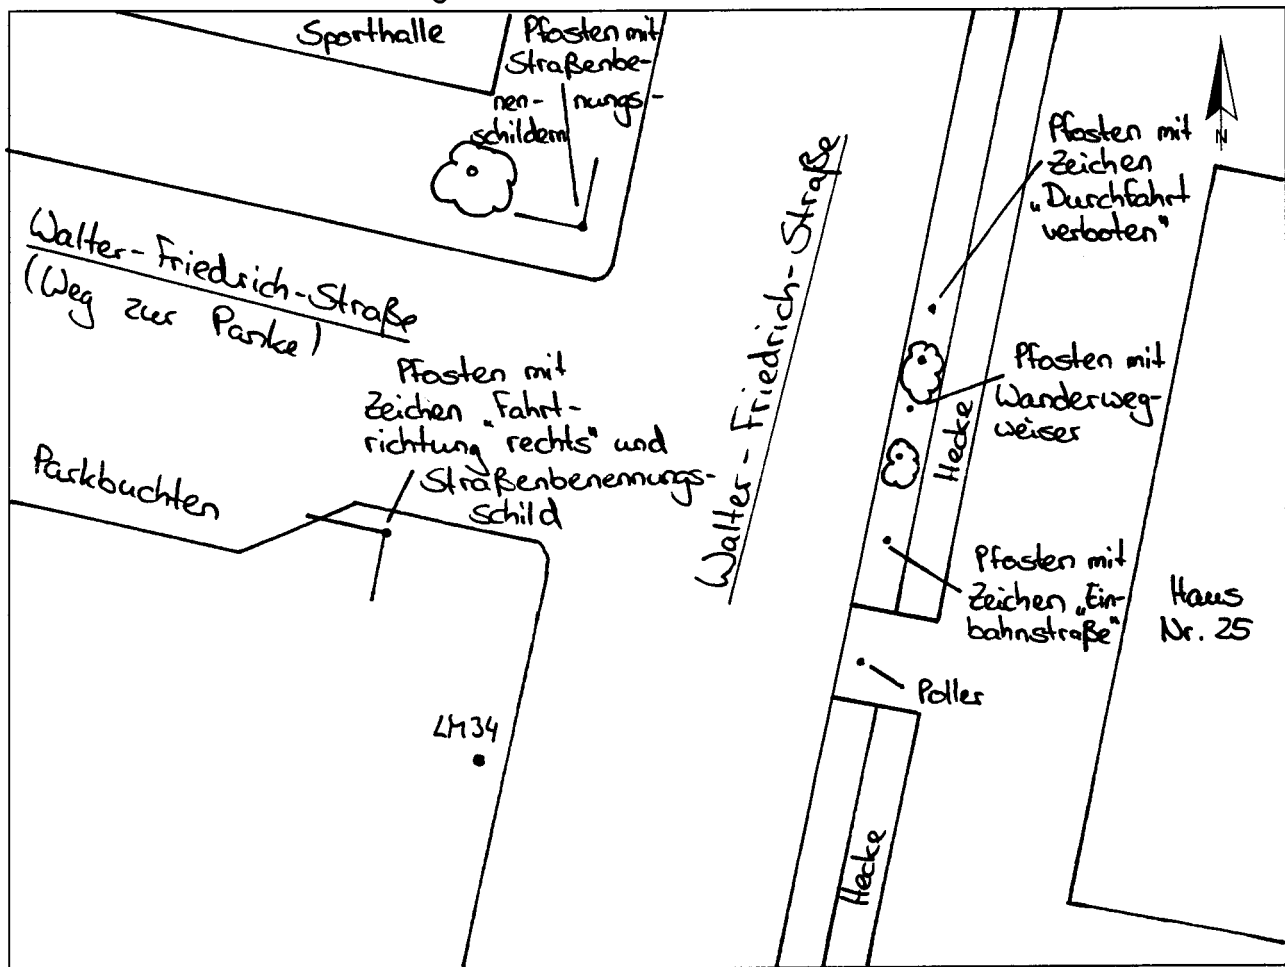 Sporthalle
Pfosten mit
Straßenbe-
nen- nungs-
schildern
Walter-Friedrich-Straße
(Weg zur Panke)
Walter-Friedrich-Straße
N
Pfosten mit
Zeichen
„Durchfahrt
verboten"
Pfosten mit
Zeichen „Fahrt-
richtung rechts" und
Straßenbenennungs-
schild
Parkbuchten
Pfosten mit
Wanderweg-
weiser
Hecke
Pfosten mit
Zeichen „Ein-
bahnstraße"
Haus
Nr. 25
Poller
LM34
Hecke